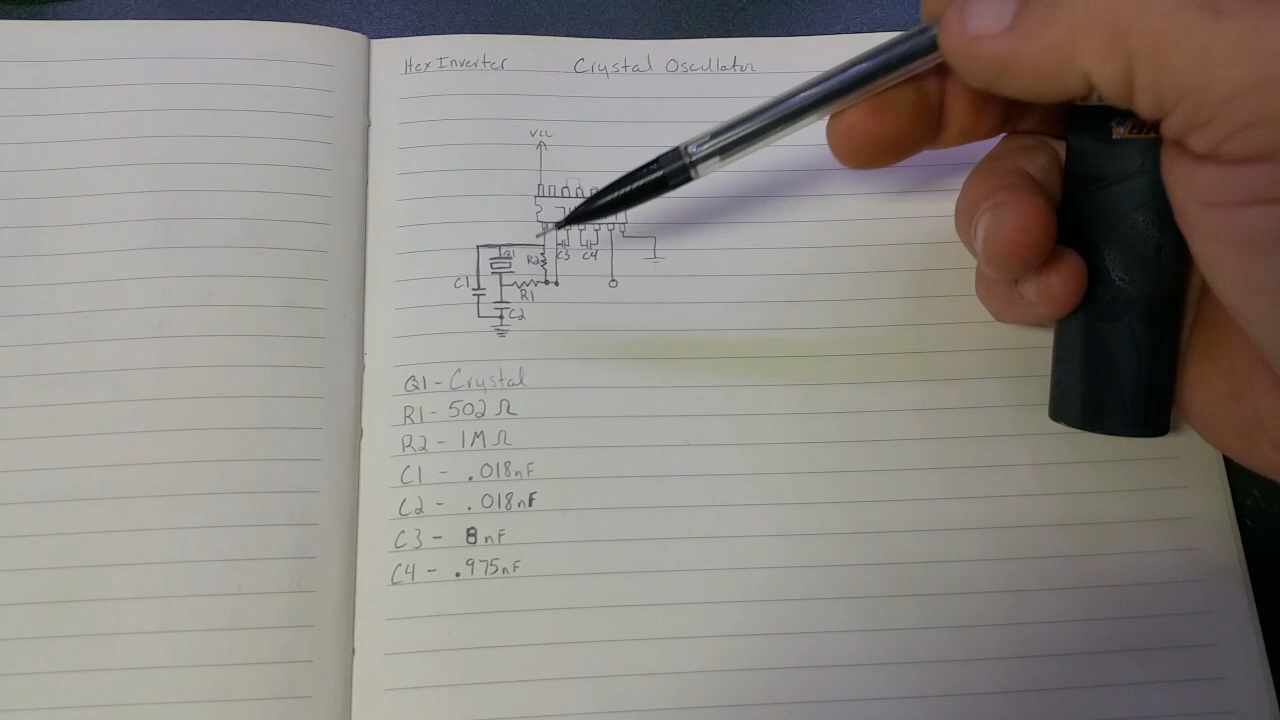 Hex Inverter Crystal Oscillator
VCC
Q1
R2 C3 C4
C1
R1
C2
Q1 - Crystal
R1 - 502 Ω
R2 - 1M Ω
C1 - .018nF
C2 - .018nF
C3 - 8nF
C4 - .975nF